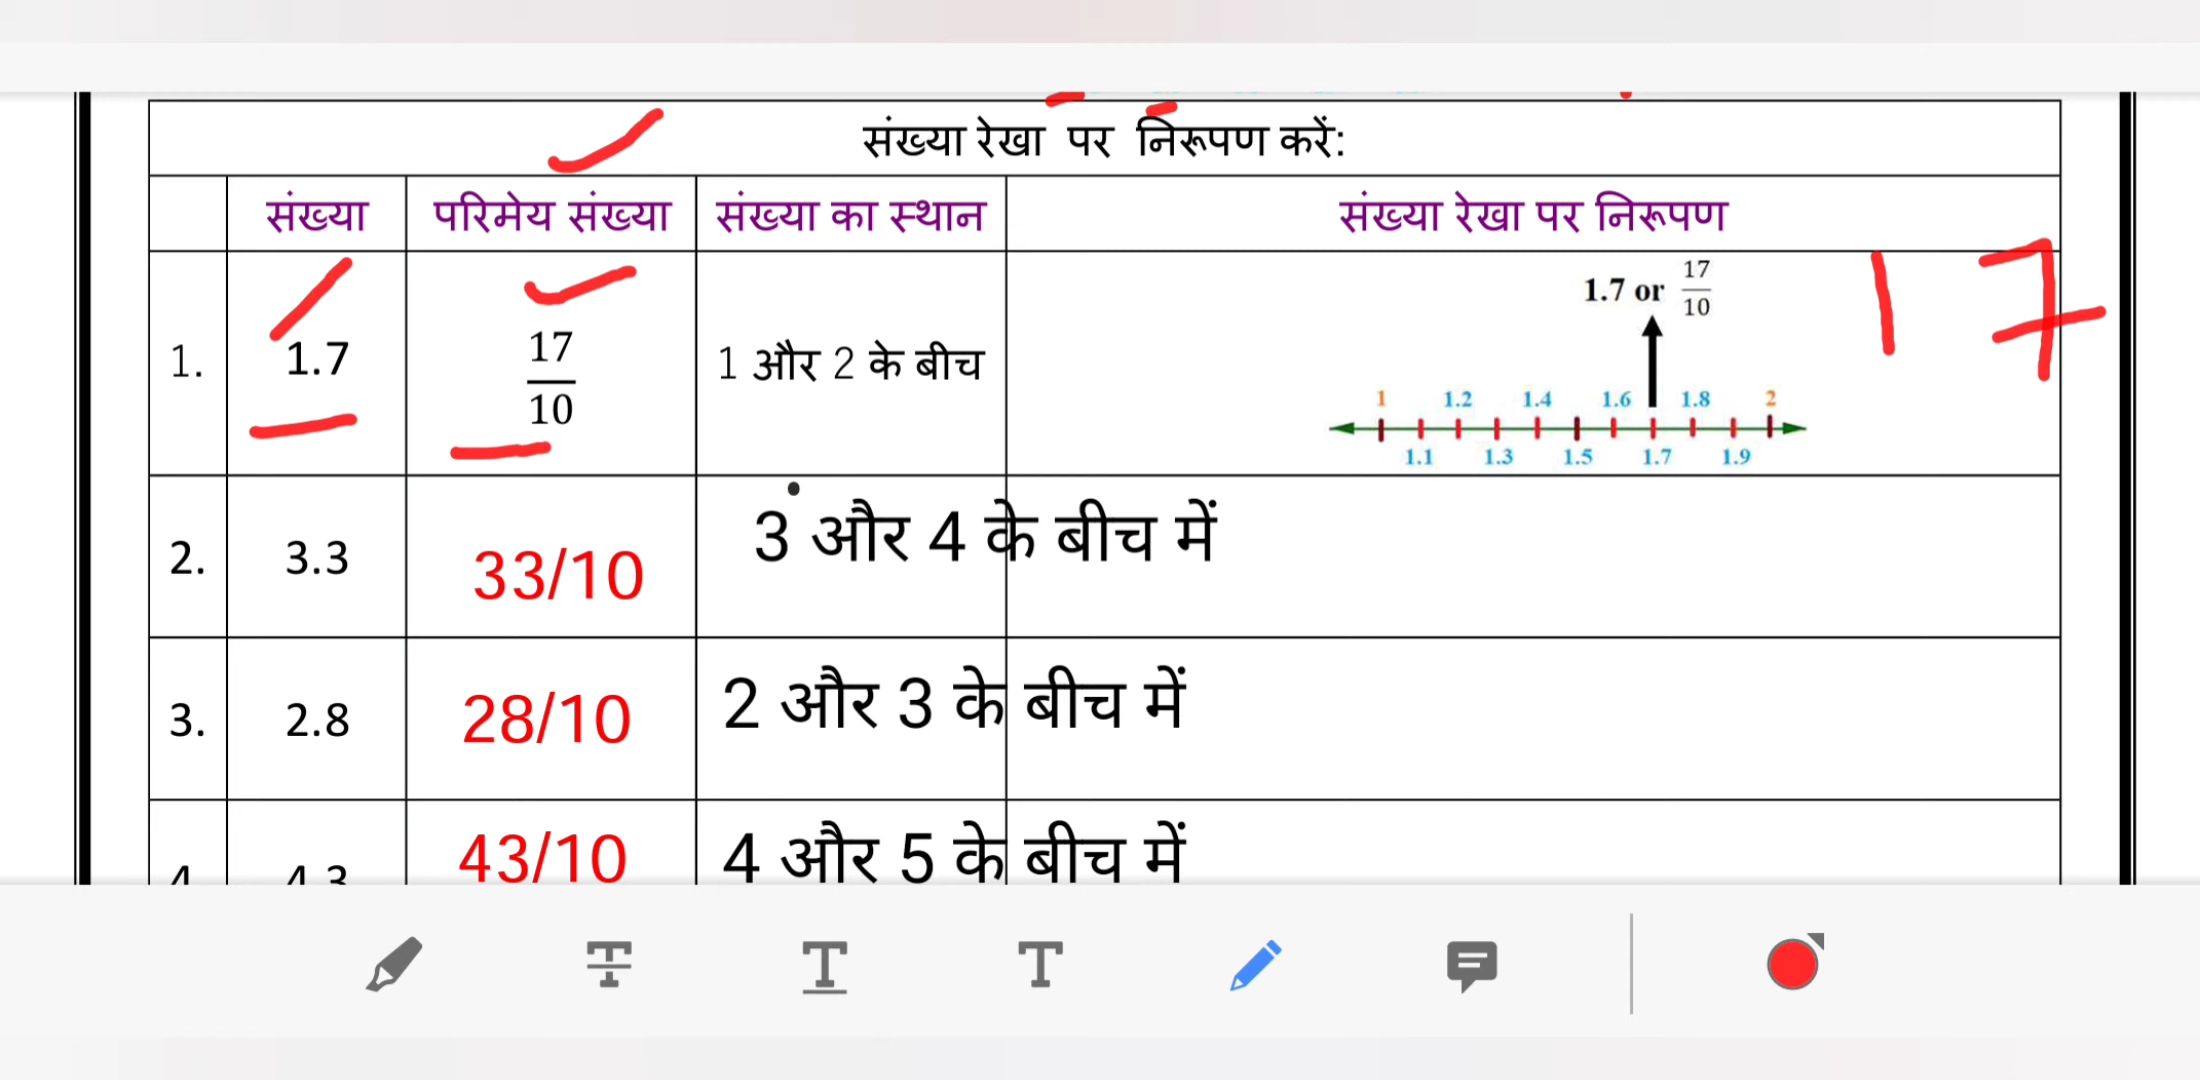 संख्या रेखा पर निरूपण करें:
संख्या परिमेय संख्या संख्या का स्थान संख्या रेखा पर निरूपण
1. 1.7 17/10 1 और 2 के बीच 1.7 or 17/10 17
1 1.2 1.4 1.6 1.8 2
1.1 1.3 1.5 1.7 1.9
2. 3.3 33/10 3 और 4 के बीच में
3. 2.8 28/10 2 और 3 के बीच में
4 4.3 43/10 4 और 5 के बीच में